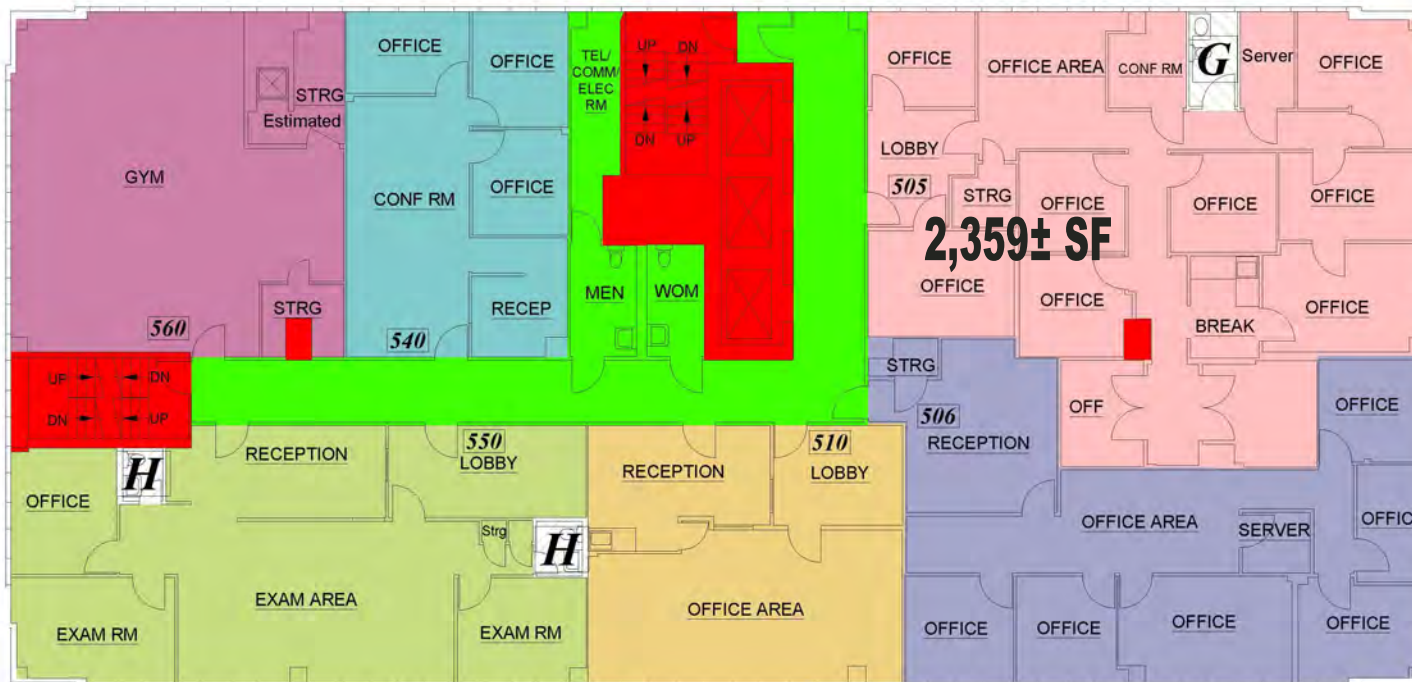 OFFICE
OFFICE
STRG
Estimated
GYM
CONF RM
OFFICE
RECEP
STRG
560
540
TEL/
COMM/
ELEC
RM
UP DN
DN UP
MEN
WOM
OFFICE
OFFICE AREA
CONF RM
G
Server
OFFICE
LOBBY
505
STRG
OFFICE
OFFICE
OFFICE
2,359± SF
OFFICE
OFFICE
OFFICE
BREAK
OFF
UP DN
DN UP
STRG
506
RECEPTION
OFFICE
OFFICE AREA
SERVER
OFFIC
OFFICE
OFFICE
OFFICE
OFFICE
RECEPTION
550
LOBBY
H
OFFICE
Strg
H
EXAM AREA
EXAM RM
EXAM RM
RECEPTION
510
LOBBY
OFFICE AREA